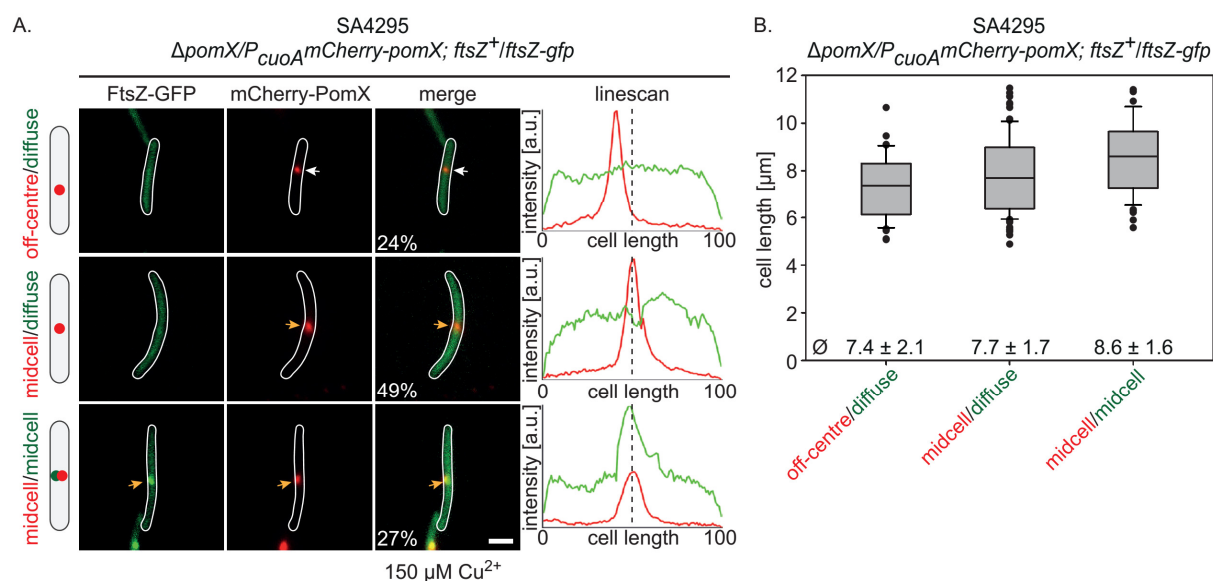 A.
SA4295
ΔpomX/PcuoAmCherry-pomX; ftsZ+/ftsZ-gfp
FtsZ-GFP mCherry-PomX merge linescan
off-centre/diffuse
24%
intensity [a.u.]
0 cell length 100
midcell/diffuse
49%
intensity [a.u.]
0 cell length 100
midcell/midcell
27%
intensity [a.u.]
0 cell length 100
150 µM Cu2+
B.
SA4295
ΔpomX/PcuoAmCherry-pomX; ftsZ+/ftsZ-gfp
cell length [µm]
12
10
8
6
4
2
0
Ø 7.4 ± 2.1 7.7 ± 1.7 8.6 ± 1.6
off-centre/diffuse
midcell/diffuse
midcell/midcell